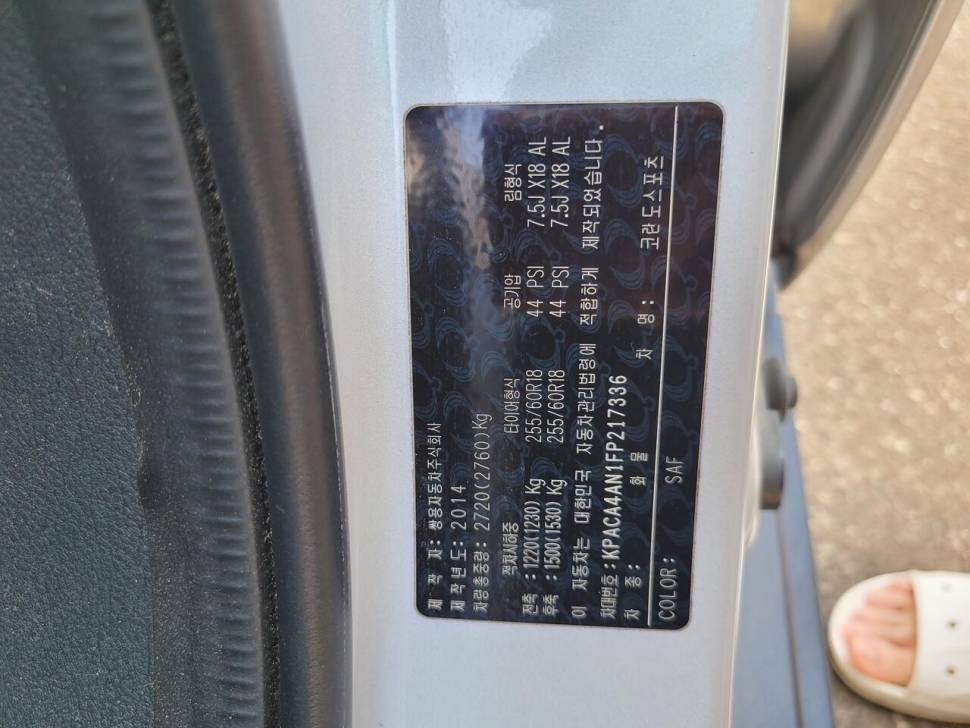 제 작 자: 쌍용자동차주식회사
제작년도: 2014
차량총중량: 2720(2760)Kg
적차시하중 타이어형식 공기압 림형식
전축 : 1220(1230) Kg 255/60R18 44 PSI 7.5J X18 AL
후축 : 1500(1530) Kg 255/60R18 44 PSI 7.5J X18 AL
이 자동차는 대한민국 자동차관리법령에 적합하게 제작되었습니다.
차대번호 : KPACA4AN1FP217336
차 종: 화 물 차 명: 코란도스포츠
COLOR: SAF